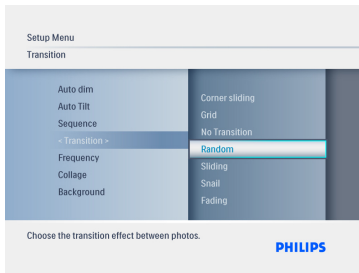 Setup Menu
Transition
Auto dim
Auto Tilt
Sequence
« Transition »
Frequency
Collage
Background
Corner sliding
Grid
No Transition
Random
Sliding
Snail
Fading
Choose the transition effect between photos.
PHILIPS